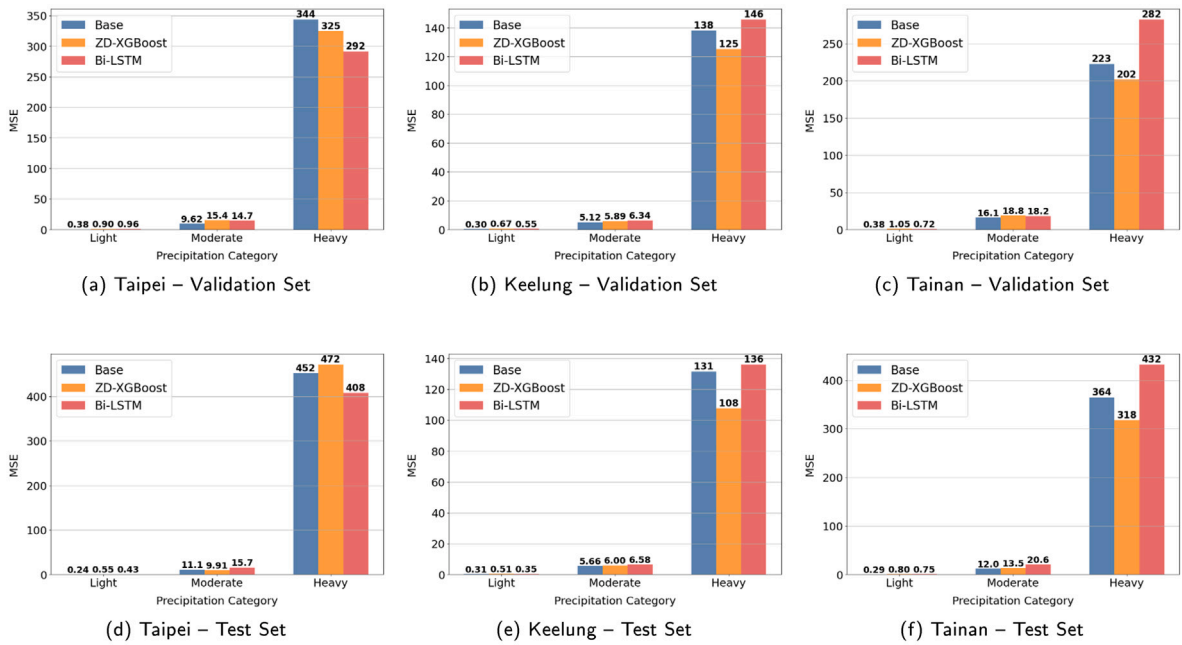 350
300
250
200
150
100
50
0
MSE
Base
ZD-XGBoost
Bi-LSTM
344
325
292
9.62 15.4 14.7
0.38 0.90 0.96
Light Moderate Heavy
Precipitation Category
(a) Taipei – Validation Set
140
120
100
80
60
40
20
0
MSE
Base
ZD-XGBoost
Bi-LSTM
138
125
146
5.12 5.89 6.34
0.30 0.67 0.55
Light Moderate Heavy
Precipitation Category
(b) Keelung – Validation Set
250
200
150
100
50
0
MSE
Base
ZD-XGBoost
Bi-LSTM
223
202
282
16.1 18.8 18.2
0.38 1.05 0.72
Light Moderate Heavy
Precipitation Category
(c) Tainan – Validation Set
400
300
200
100
0
MSE
Base
ZD-XGBoost
Bi-LSTM
452
472
408
11.1 9.91 15.7
0.24 0.55 0.43
Light Moderate Heavy
Precipitation Category
(d) Taipei – Test Set
140
120
100
80
60
40
20
0
MSE
Base
ZD-XGBoost
Bi-LSTM
131
108
136
5.66 6.00 6.58
0.31 0.51 0.35
Light Moderate Heavy
Precipitation Category
(e) Keelung – Test Set
400
300
200
100
0
MSE
Base
ZD-XGBoost
Bi-LSTM
364
318
432
12.0 13.5 20.6
0.29 0.80 0.75
Light Moderate Heavy
Precipitation Category
(f) Tainan – Test Set